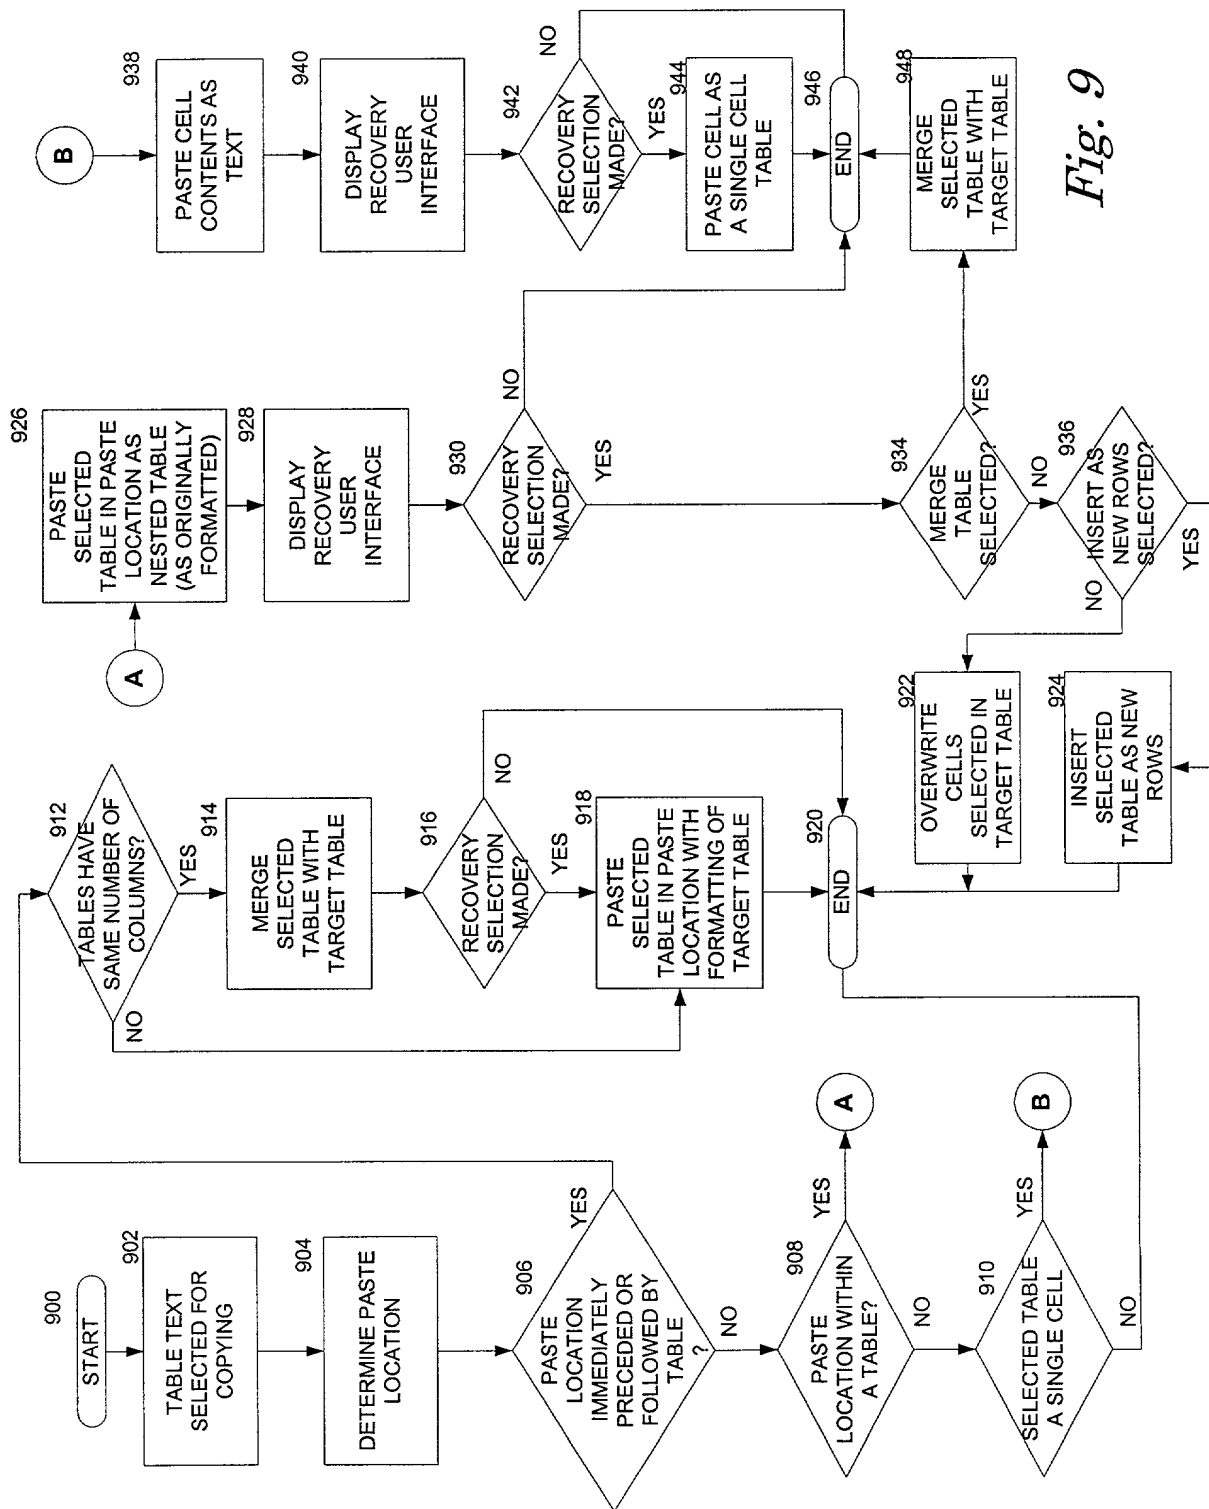 900
START
902
TABLE TEXT
SELECTED FOR
COPYING
904
DETERMINE PASTE
LOCATION
906
PASTE
LOCATION
IMMEDIATELY
PRECEDED OR
FOLLOWED BY
TABLE
?
YES
NO
908
PASTE
LOCATION WITHIN
A TABLE?
YES
A
NO
910
SELECTED TABLE
A SINGLE CELL
YES
B
NO
912
TABLES HAVE
SAME NUMBER OF
COLUMNS?
YES
NO
914
MERGE
SELECTED
TABLE WITH
TARGET TABLE
916
RECOVERY
SELECTION
MADE?
NO
YES
918
PASTE
SELECTED
TABLE IN PASTE
LOCATION WITH
FORMATTING OF
TARGET TABLE
920
END
922
OVERWRITE
CELLS
SELECTED IN
TARGET TABLE
924
INSERT
SELECTED
TABLE AS NEW
ROWS
A
926
PASTE
SELECTED
TABLE IN PASTE
LOCATION AS
NESTED TABLE
(AS ORIGINALLY
FORMATTED)
928
DISPLAY
RECOVERY
USER
INTERFACE
930
RECOVERY
SELECTION
MADE?
NO
YES
934
MERGE
TABLE
SELECTED?
YES
NO
936
INSERT AS
NEW ROWS
SELECTED?
NO
YES
B
938
PASTE CELL
CONTENTS AS
TEXT
940
DISPLAY
RECOVERY
USER
INTERFACE
942
RECOVERY
SELECTION
MADE?
NO
YES
944
PASTE CELL AS
A SINGLE CELL
TABLE
946
END
948
MERGE
SELECTED
TABLE WITH
TARGET TABLE
Fig. 9